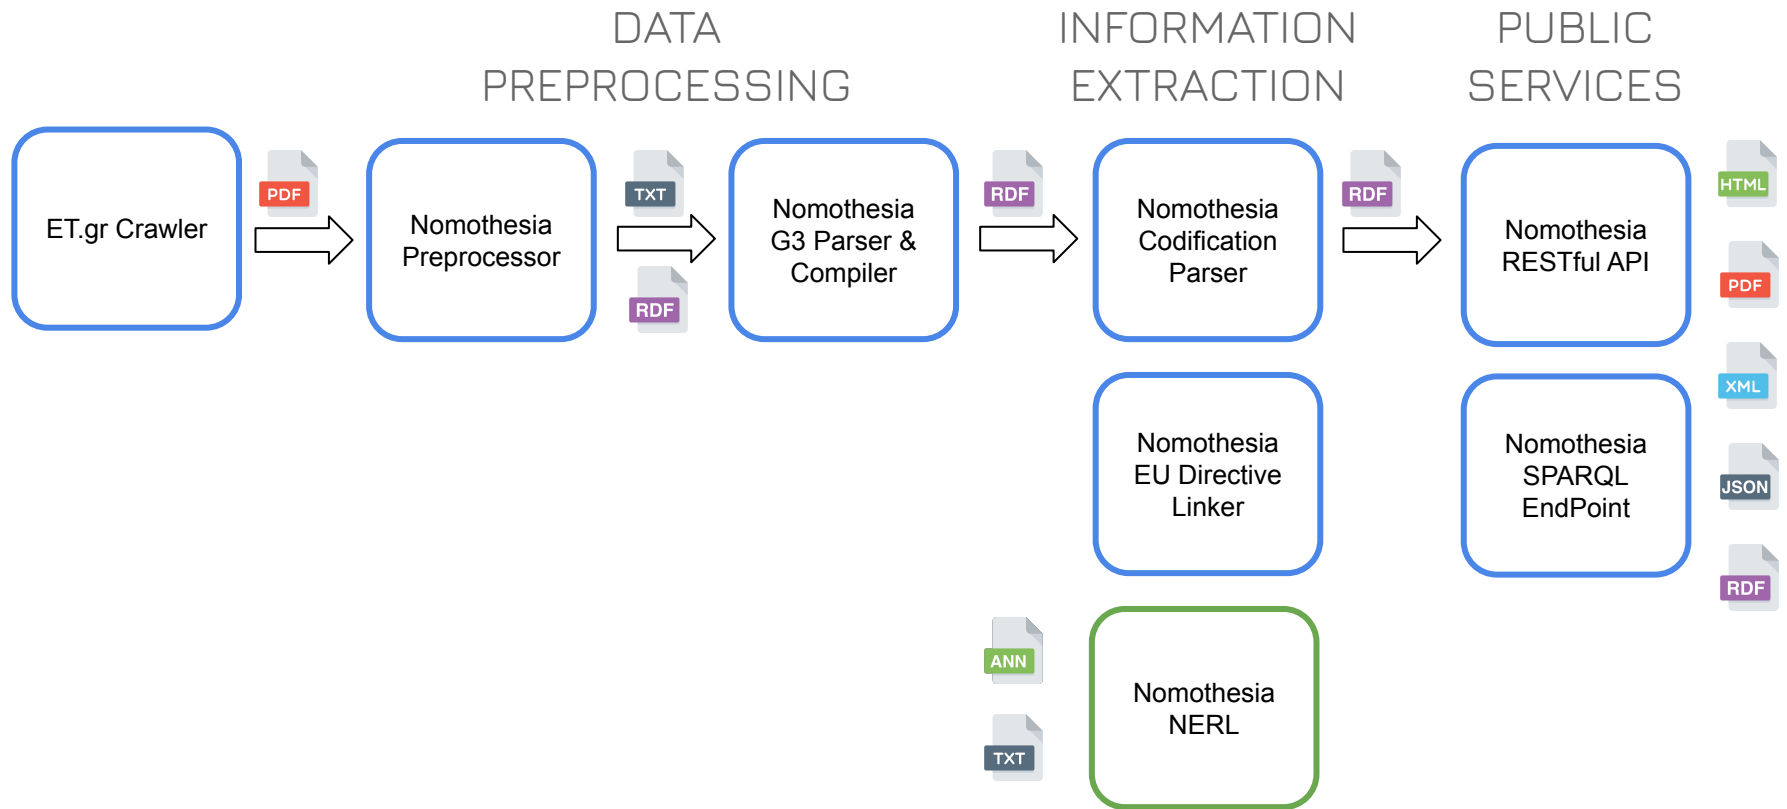 DATA
PREPROCESSING
INFORMATION
EXTRACTION
PUBLIC
SERVICES
ET.gr Crawler
PDF
Nomothesia
Preprocessor
TXT
RDF
Nomothesia
G3 Parser &
Compiler
RDF
Nomothesia
Codification
Parser
RDF
Nomothesia
RESTful API
Nomothesia
EU Directive
Linker
Nomothesia
SPARQL
EndPoint
ANN
TXT
Nomothesia
NERL
HTML
PDF
XML
JSON
RDF